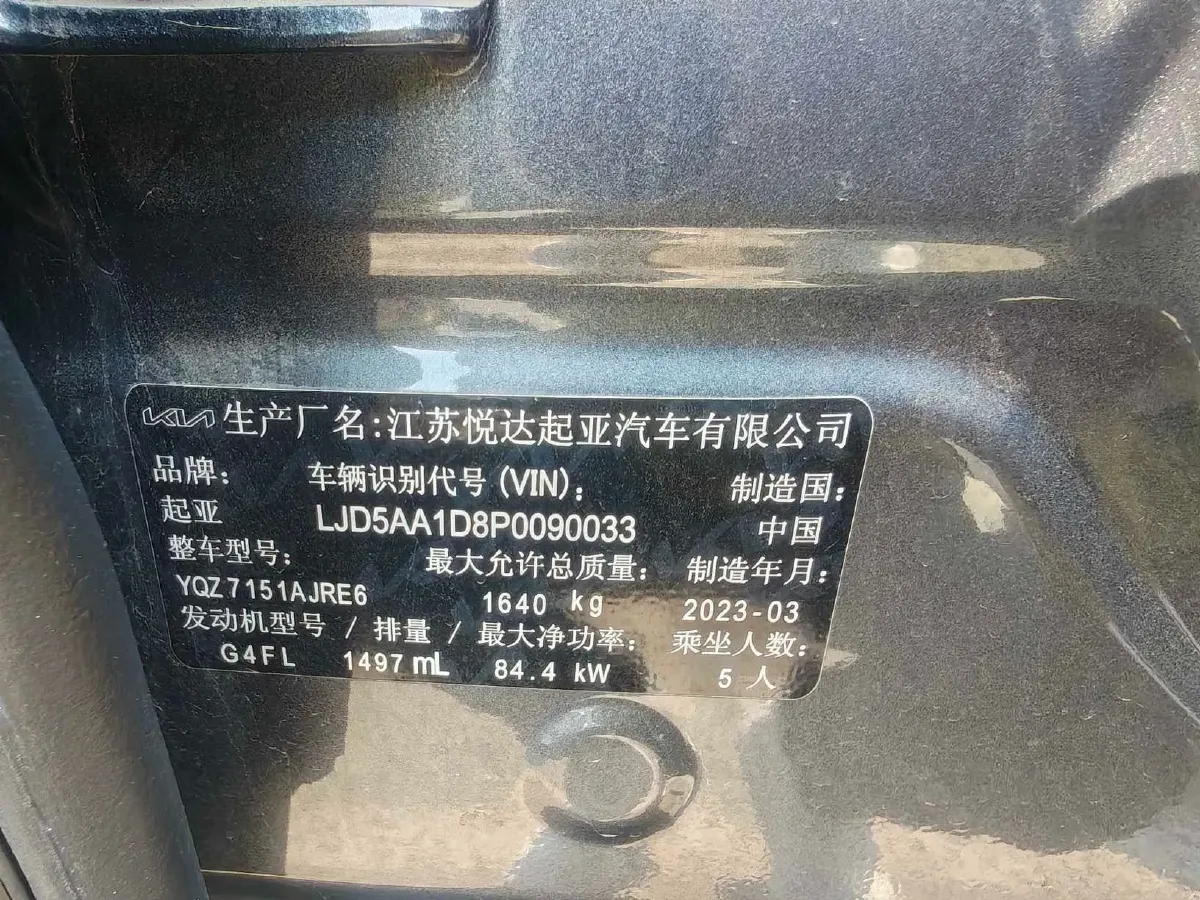 KIA 生产厂名:江苏悦达起亚汽车有限公司
品牌: 车辆识别代号(VIN): 制造国:
起亚 LJD5AA1D8P0090033 中国
整车型号: 最大允许总质量: 制造年月:
YQZ7151AJRE6 1640 kg 2023-03
发动机型号 / 排量 / 最大净功率: 乘坐人数:
G4FL 1497mL 84.4 kW 5 人